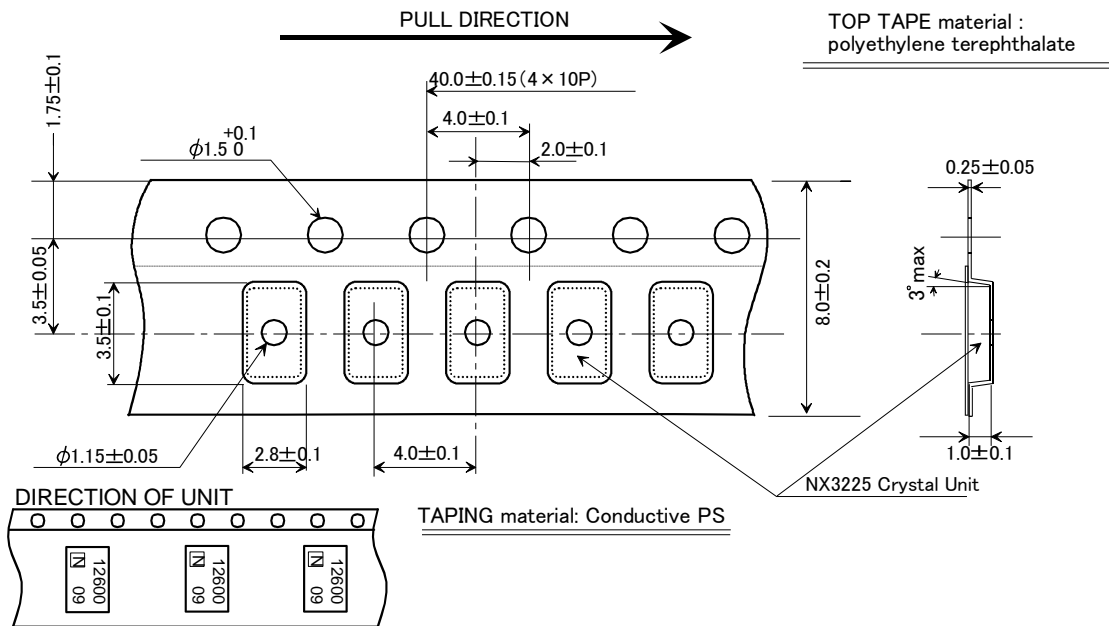 PULL DIRECTION
TOP TAPE material :
polyethylene terephthalate
1.75±0.1
40.0±0.15(4×10P)
4.0±0.1
+0.1
φ1.5 0
2.0±0.1
0.25±0.05
3.5±0.05
3.5±0.1
8.0±0.2
3°max
φ1.15±0.05
2.8±0.1
4.0±0.1
1.0±0.1
NX3225 Crystal Unit
DIRECTION OF UNIT
TAPING material: Conductive PS
12600
N 09
12600
N 09
12600
N 09